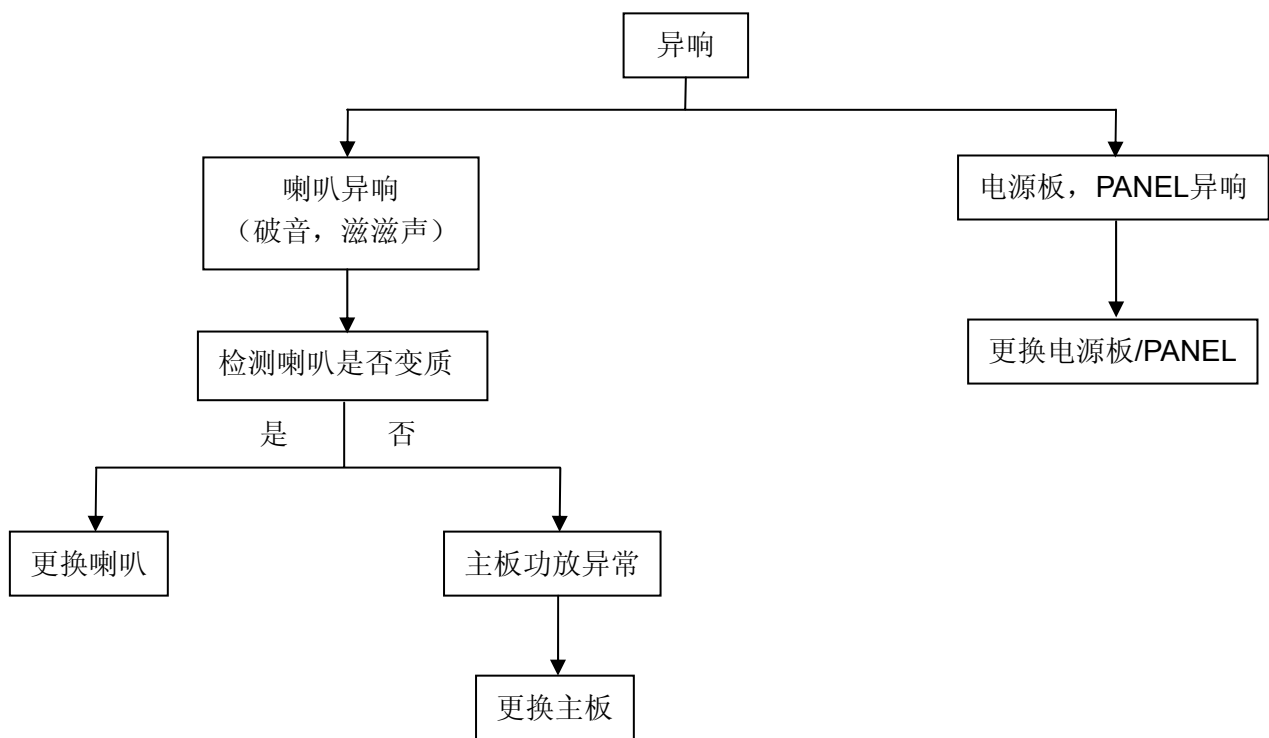 异响
喇叭异响
（破音，滋滋声）
电源板，PANEL异响
检测喇叭是否变质
更换电源板/PANEL
是
否
更换喇叭
主板功放异常
更换主板